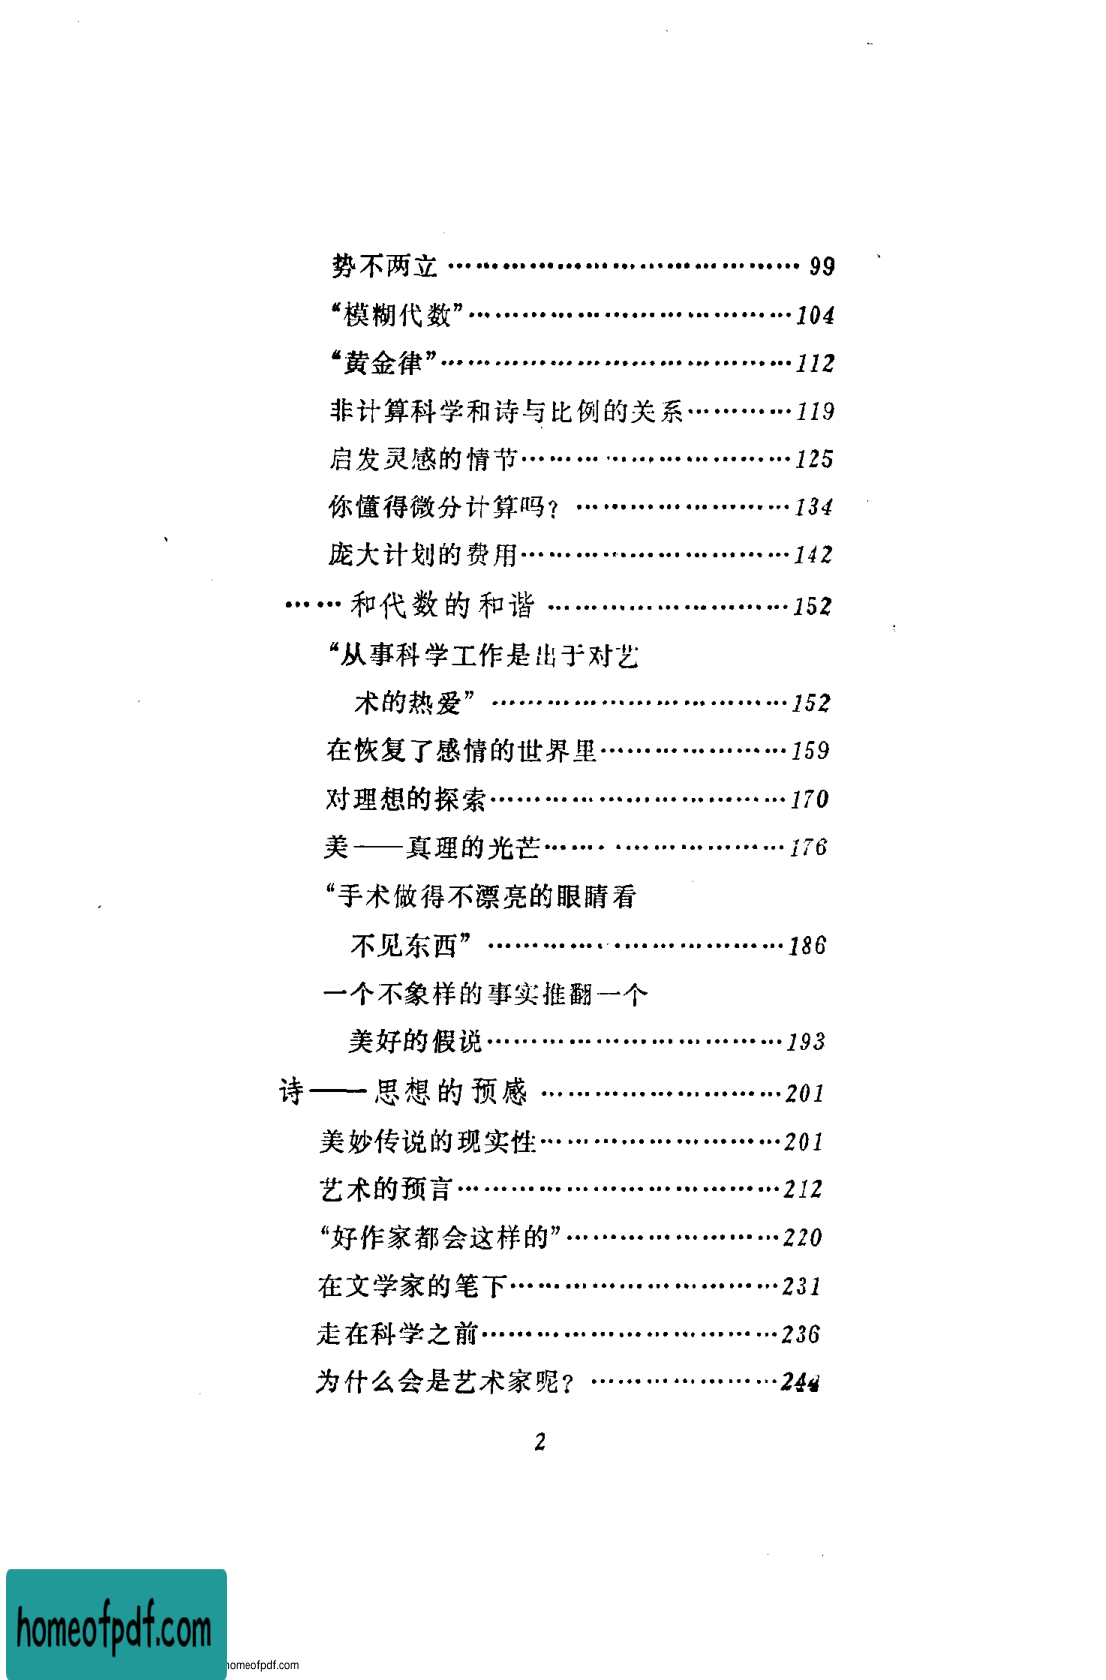 势不两立 …………………………………… 99
“模糊代数”…………………………………104
“黄金律”……………………………………112
非计算科学和诗与比例的关系…………119
启发灵感的情节……………………………125
你懂得微分计算吗？ ……………………134
庞大计划的费用……………………………142
……和代数的和谐 …………………………152
“从事科学工作是出于对艺
术的热爱” ………………………………152
在恢复了感情的世界里……………………159
对理想的探索………………………………170
美——真理的光芒…………………………176
“手术做得不漂亮的眼睛看
不见东西” ………………………………186
一个不象样的事实推翻一个
美好的假说………………………………193
诗——思想的预感 …………………………201
美妙传说的现实性…………………………201
艺术的预言…………………………………212
“好作家都会这样的”………………………220
在文学家的笔下……………………………231
走在科学之前………………………………236
为什么会是艺术家呢？ …………………244
2
homeofpdf.com
homeofpdf.com